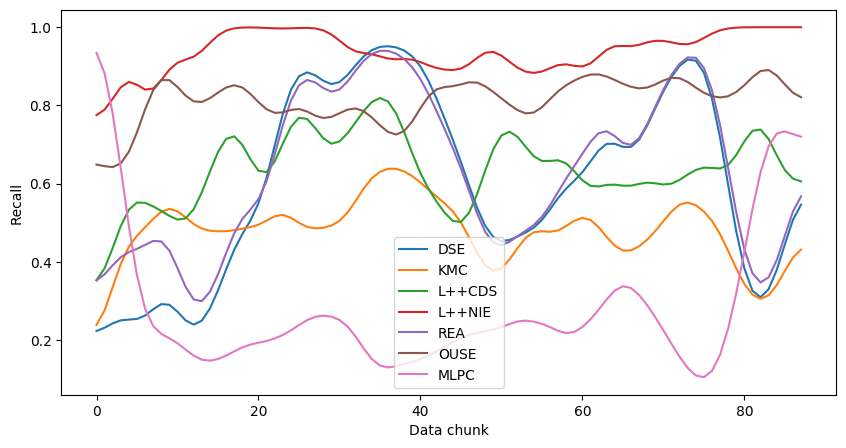 1.0
0.8
0.6
0.4
0.2
Recall
0
20
40
60
80
Data chunk
DSE
KMC
L++CDS
L++NIE
REA
OUSE
MLPC